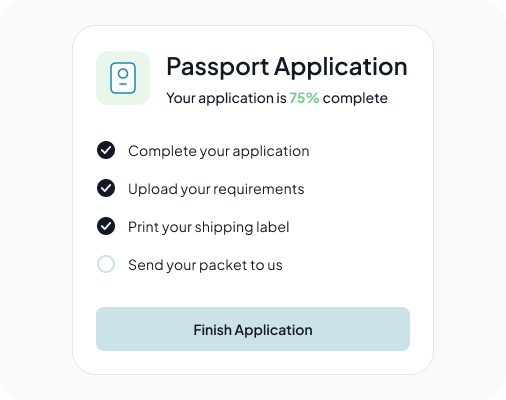 Passport Application
Your application is 75% complete
Complete your application
Upload your requirements
Print your shipping label
Send your packet to us
Finish Application